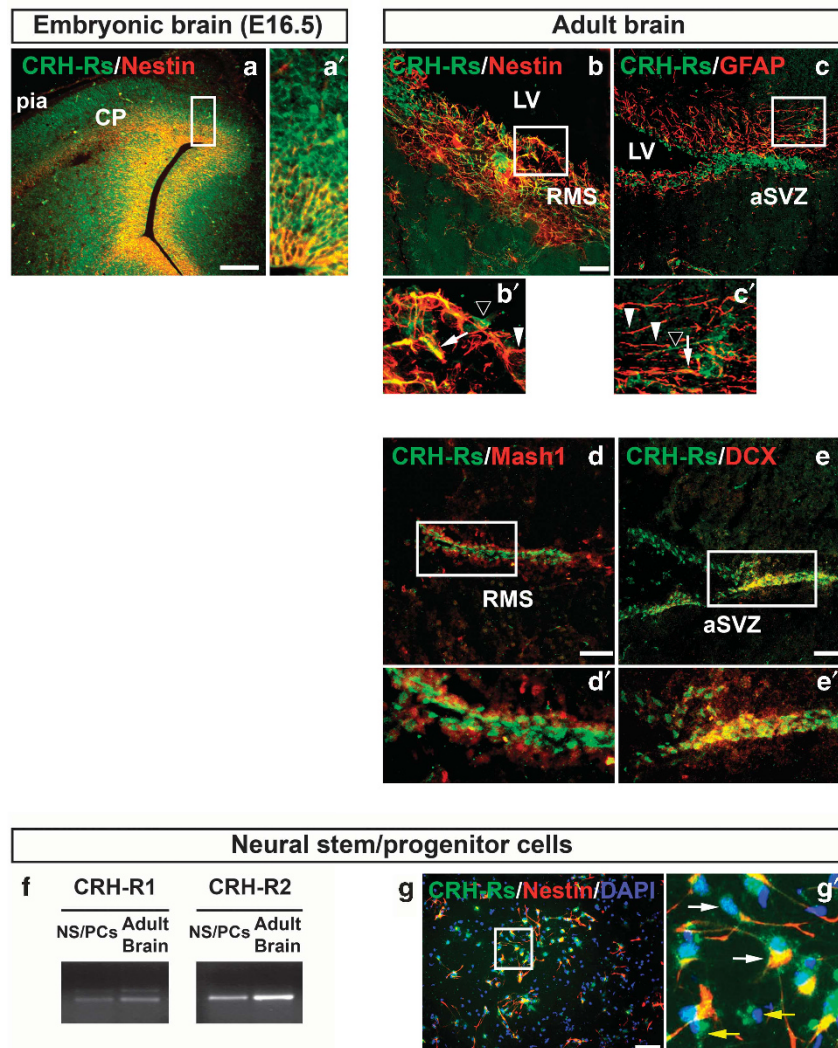 Embryonic brain (E16.5)
Adult brain
CRH-Rs/Nestin a
a′
pia
CP
CRH-Rs/Nestin b
LV
RMS
CRH-Rs/GFAP c
LV
aSVZ
b′
c′
CRH-Rs/Mash1 d
RMS
CRH-Rs/DCX e
aSVZ
d′
e′
Neural stem/progenitor cells
f
CRH-R1
CRH-R2
NS/PCs Adult Brain
NS/PCs Adult Brain
g
CRH-Rs/Nestin/DAPI
g′